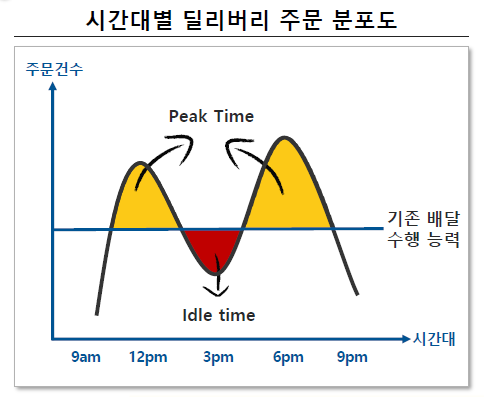 시간대별 딜리버리 주문 분포도
주문건수
Peak Time
기존 배달
수행 능력
Idle time
시간대
9am 12pm 3pm 6pm 9pm